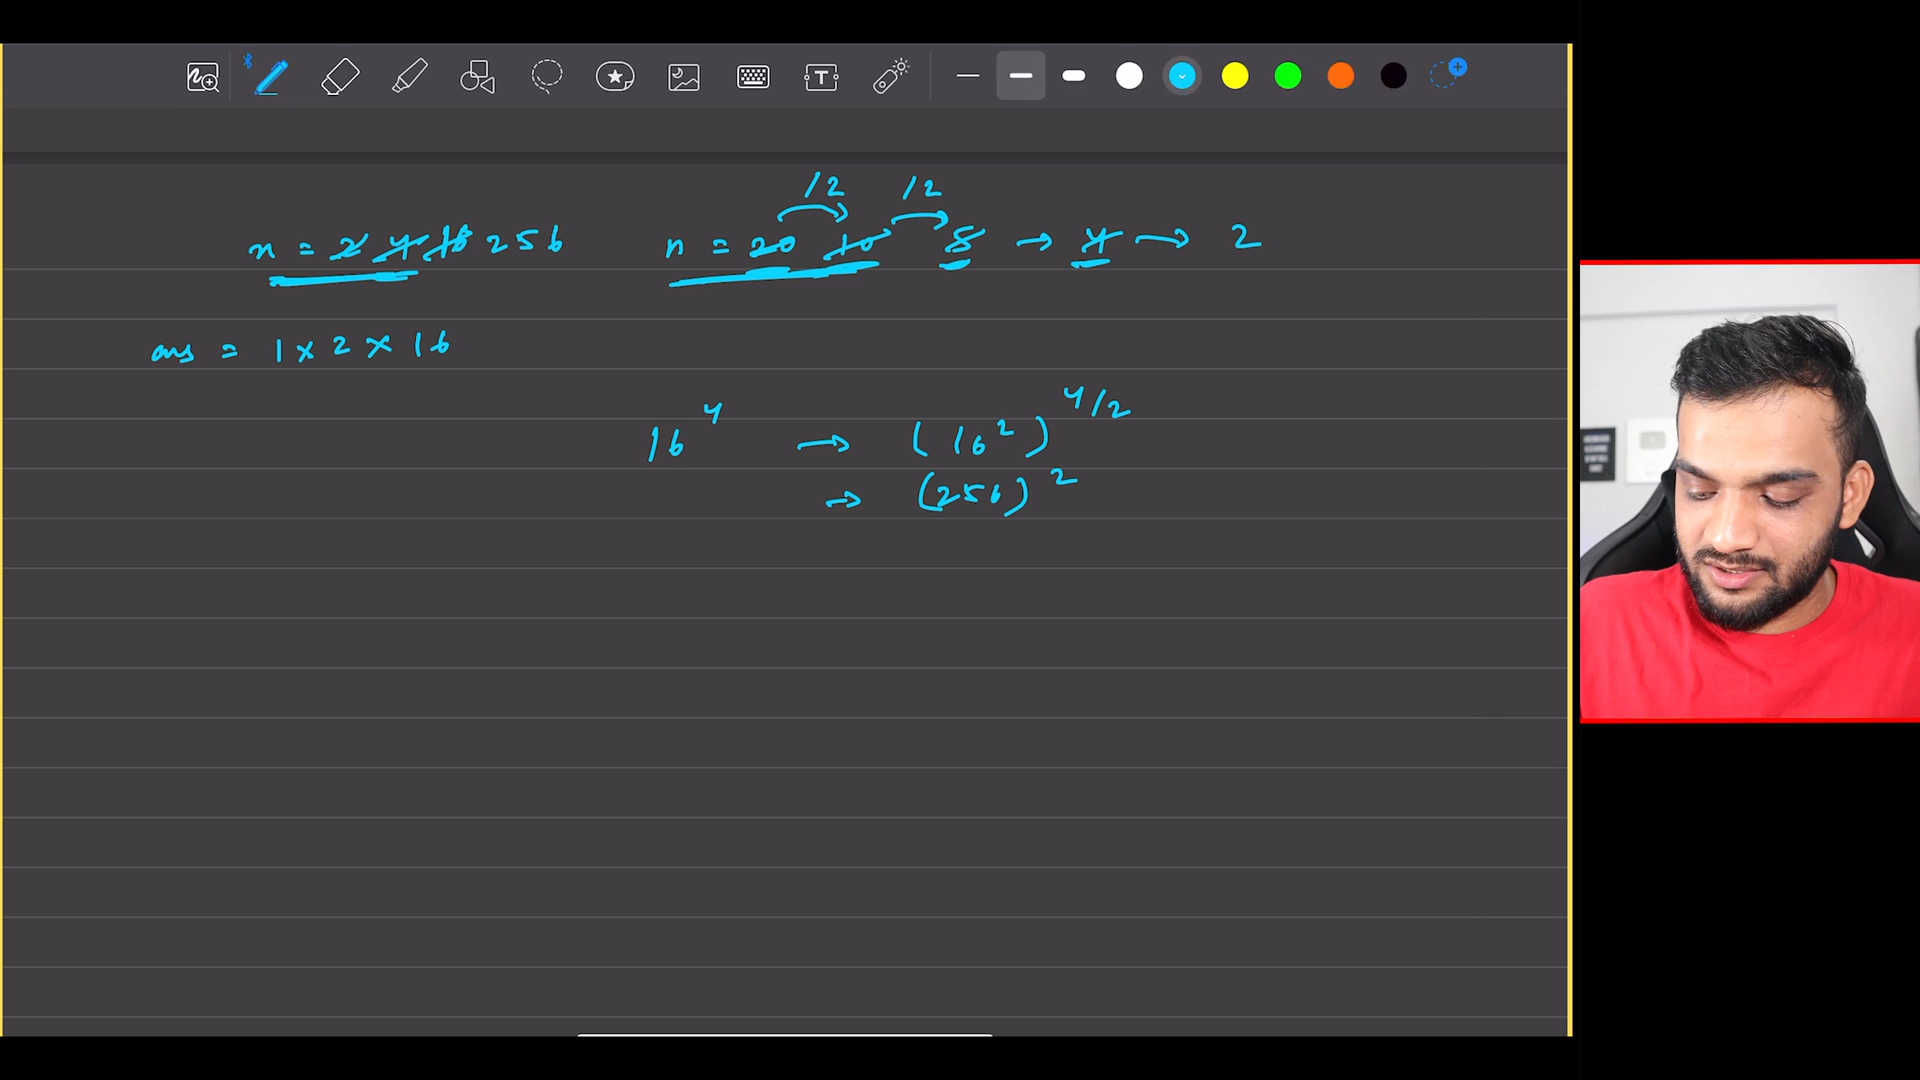 /2 /2
x = 2 4 16 256 n = 20 10 5 → 4 → 2
ans = 1 × 2 × 16
16^4 → (16^2)^4/2
→ (256)^2